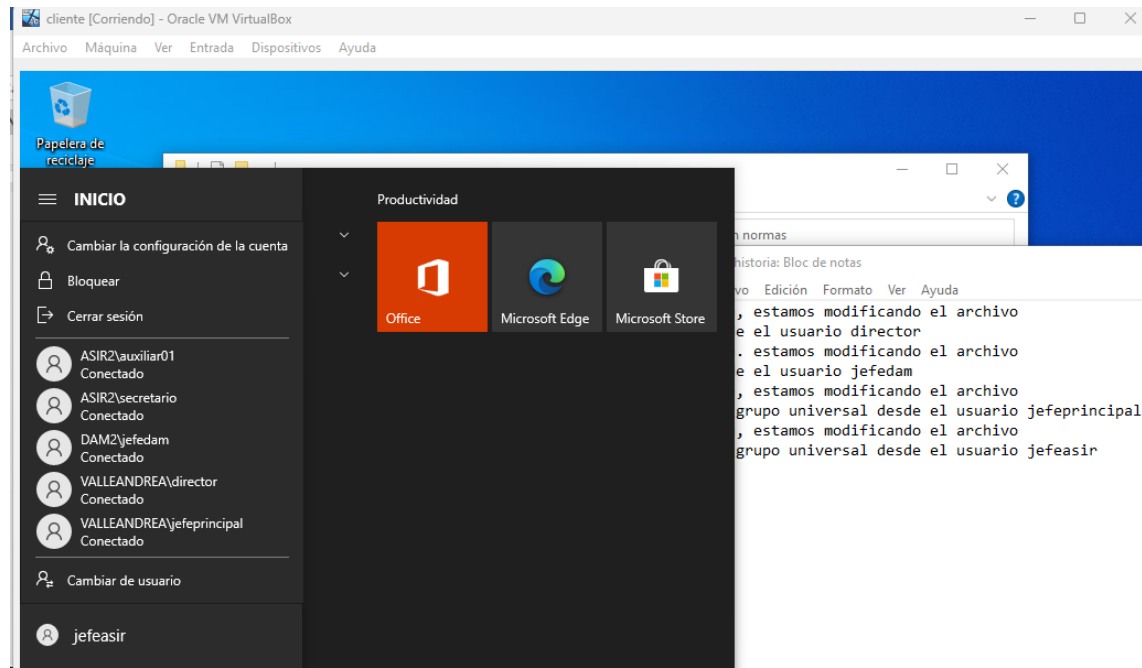 cliente [Corriendo] - Oracle VM VirtualBox
Archivo Máquina Ver Entrada Dispositivos Ayuda
Papelera de
reciclaje
INICIO
Cambiar la configuración de la cuenta
Bloquear
Cerrar sesión
ASIR2\auxiliar01
Conectado
ASIR2\secretario
Conectado
DAM2\jefedam
Conectado
VALLEANDREA\director
Conectado
VALLEANDREA\jefeprincipal
Conectado
Cambiar de usuario
jefeasir
Productividad
Office
Microsoft Edge
Microsoft Store
normas
historia: Bloc de notas
Edición Formato Ver Ayuda
, estamos modificando el archivo
e el usuario director
. estamos modificando el archivo
e el usuario jefedam
, estamos modificando el archivo
grupo universal desde el usuario jefeprincipal
, estamos modificando el archivo
grupo universal desde el usuario jefeasir